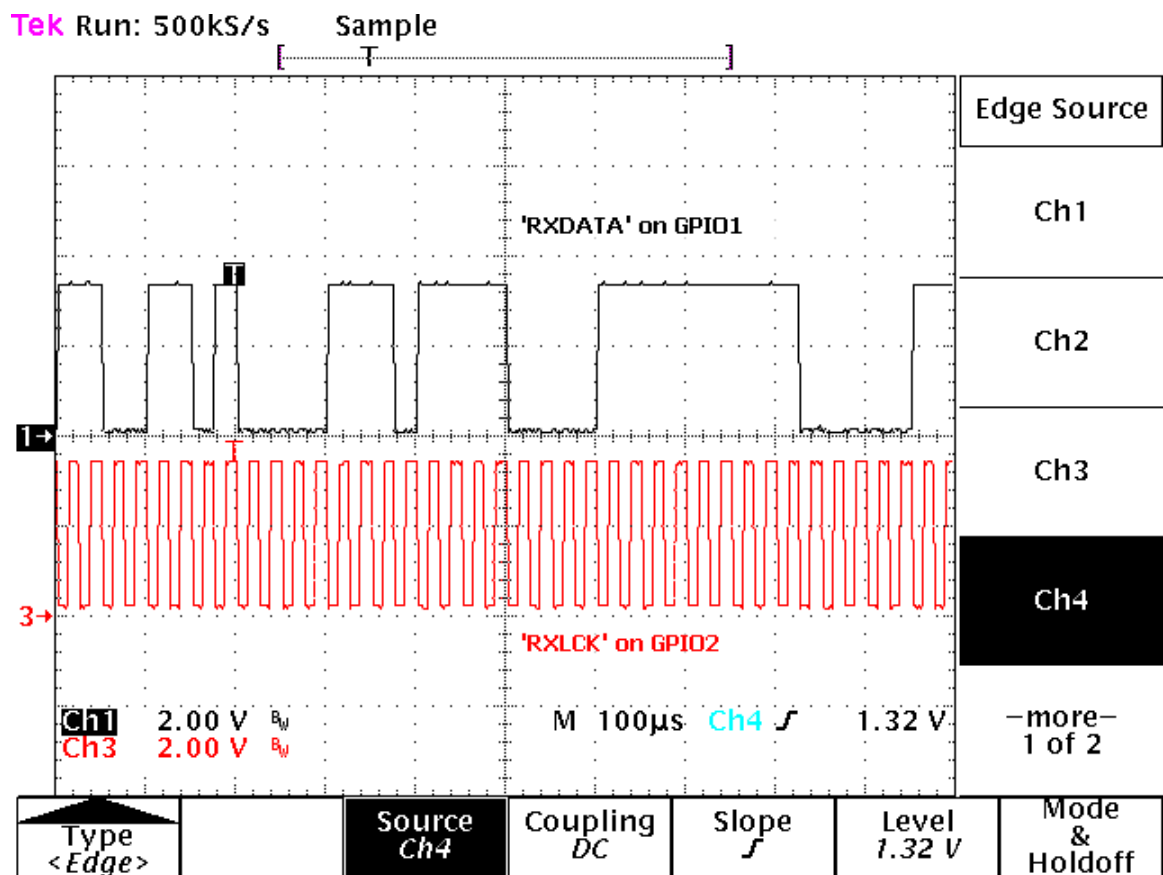 Tek Run: 500kS/s Sample
T
Edge Source
Ch1
'RXDATA' on GPIO1
T
Ch2
1→
T
Ch3
Ch4
3→
'RXLCK' on GPIO2
Ch1 2.00 V BW M 100µs Ch4 1.32 V
Ch3 2.00 V BW
–more–
1 of 2
Type
<Edge>
Source
Ch4
Coupling
DC
Slope
Level
1.32 V
Mode
&
Holdoff